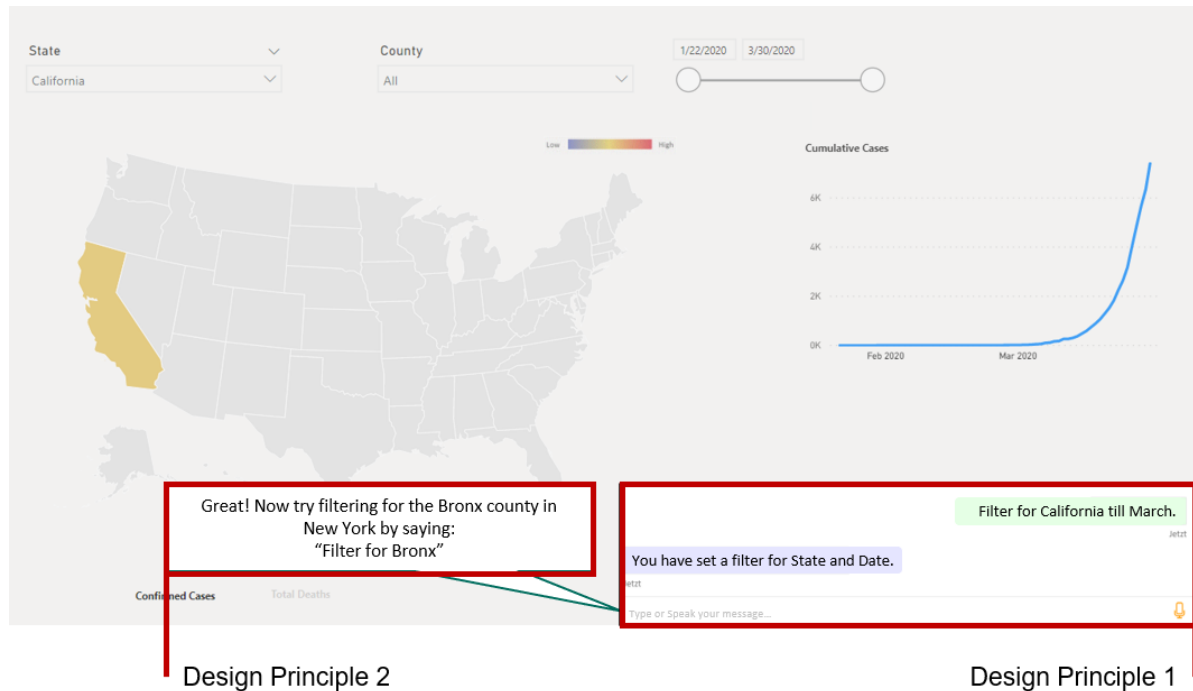 State
County
1/22/2020
3/30/2020
California
All
Low
High
Cumulative Cases
6K
4K
2K
0K
Feb 2020
Mar 2020
Great! Now try filtering for the Bronx county in
New York by saying:
“Filter for Bronx”
Filter for California till March.
Jetzt
You have set a filter for State and Date.
Jetzt
Confirmed Cases
Total Deaths
Type or Speak your message...
Design Principle 2
Design Principle 1